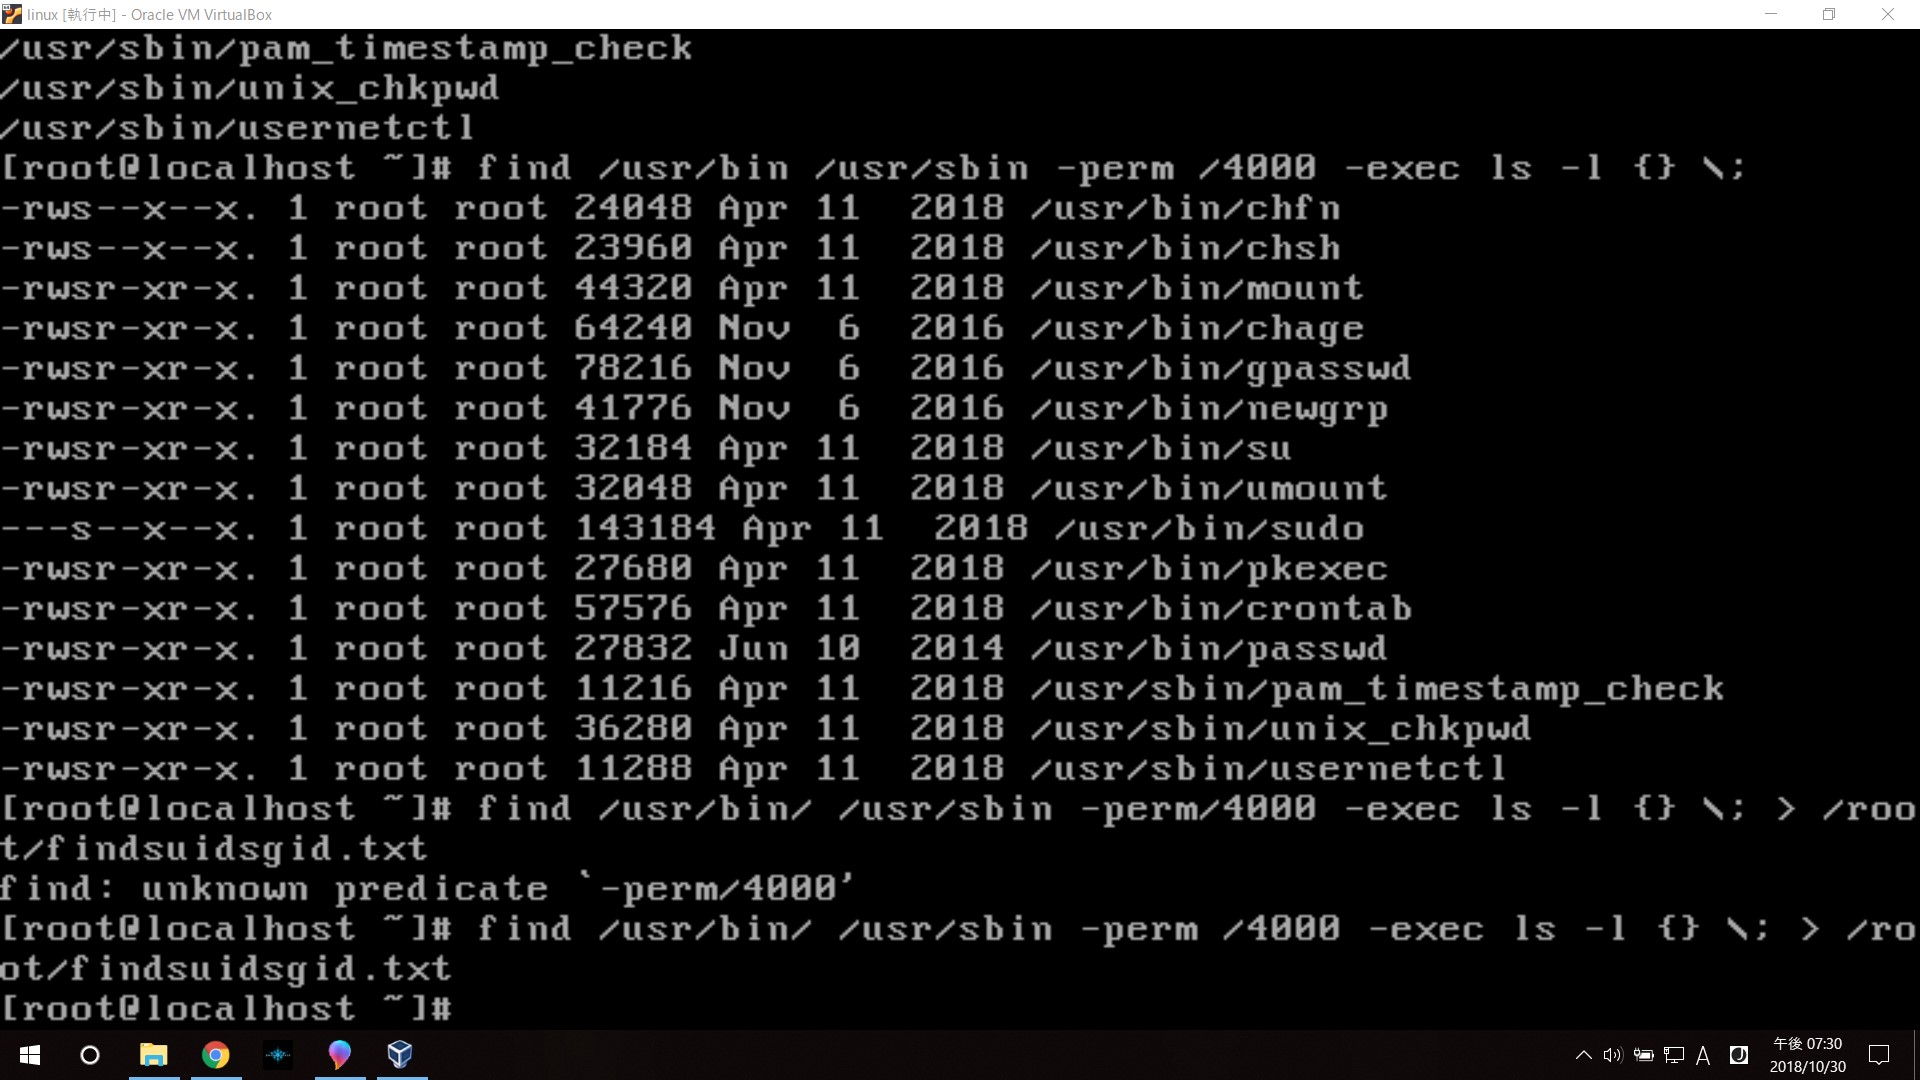 linux [執行中] - Oracle VM VirtualBox
/usr/sbin/pam_timestamp_check
/usr/sbin/unix_chkpwd
/usr/sbin/usernetctl
[root@localhost ~]# find /usr/bin /usr/sbin -perm /4000 -exec ls -l {} \;
-rws--x--x. 1 root root 24048 Apr 11  2018 /usr/bin/chfn
-rws--x--x. 1 root root 23960 Apr 11  2018 /usr/bin/chsh
-rwsr-xr-x. 1 root root 44320 Apr 11  2018 /usr/bin/mount
-rwsr-xr-x. 1 root root 64240 Nov  6  2016 /usr/bin/chage
-rwsr-xr-x. 1 root root 78216 Nov  6  2016 /usr/bin/gpasswd
-rwsr-xr-x. 1 root root 41776 Nov  6  2016 /usr/bin/newgrp
-rwsr-xr-x. 1 root root 32184 Apr 11  2018 /usr/bin/su
-rwsr-xr-x. 1 root root 32048 Apr 11  2018 /usr/bin/umount
---s--x--x. 1 root root 143184 Apr 11  2018 /usr/bin/sudo
-rwsr-xr-x. 1 root root 27680 Apr 11  2018 /usr/bin/pkexec
-rwsr-xr-x. 1 root root 57576 Apr 11  2018 /usr/bin/crontab
-rwsr-xr-x. 1 root root 27832 Jun 10  2014 /usr/bin/passwd
-rwsr-xr-x. 1 root root 11216 Apr 11  2018 /usr/sbin/pam_timestamp_check
-rwsr-xr-x. 1 root root 36280 Apr 11  2018 /usr/sbin/unix_chkpwd
-rwsr-xr-x. 1 root root 11288 Apr 11  2018 /usr/sbin/usernetctl
[root@localhost ~]# find /usr/bin/ /usr/sbin -perm/4000 -exec ls -l {} \; > /roo
t/findsuidsgid.txt
find: unknown predicate `-perm/4000'
[root@localhost ~]# find /usr/bin/ /usr/sbin -perm /4000 -exec ls -l {} \; > /ro
ot/findsuidsgid.txt
[root@localhost ~]#
A
午後 07:30
2018/10/30